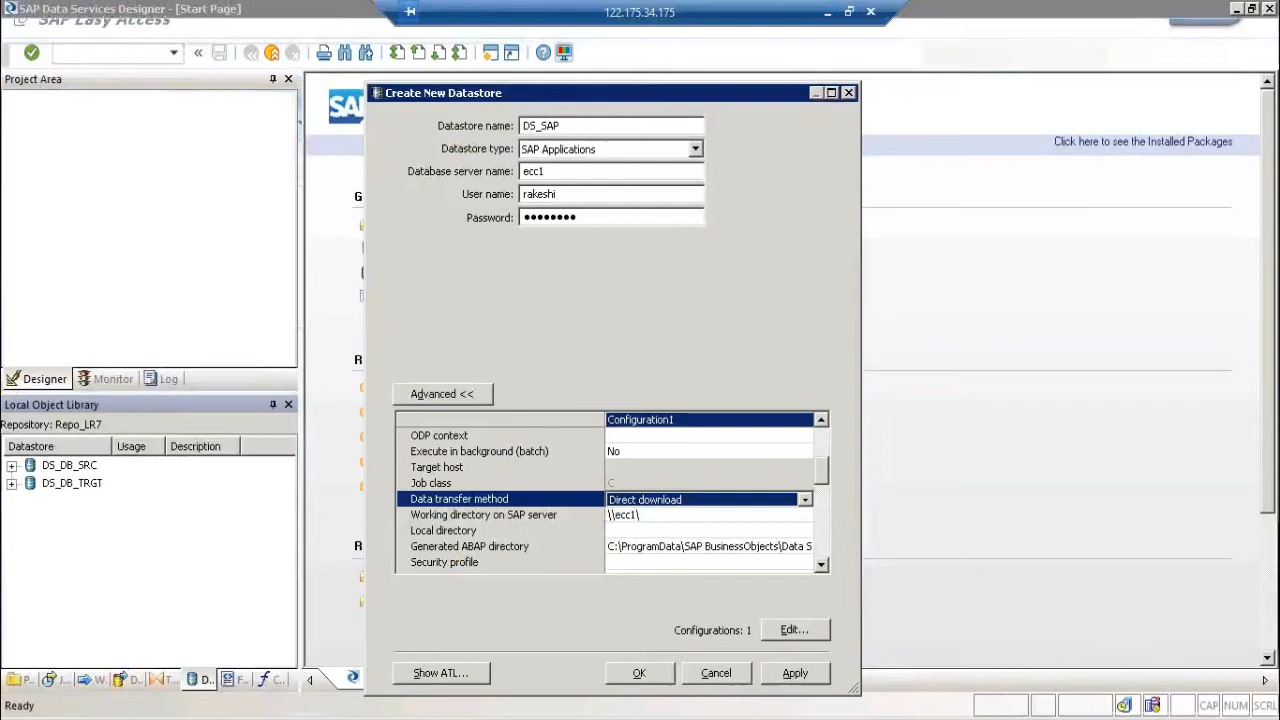 SAP Data Services Designer - [Start Page]
122.175.34.175
SAP Easy Access
Project Area
Create New Datastore
Datastore name: DS_SAP
Datastore type: SAP Applications
Database server name: ecc1
User name: rakeshi
Password: ••••••••
Click here to see the Installed Packages
Designer Monitor Log
Advanced <<
Local Object Library
Repository: Repo_LR7
Datastore Usage Description
DS_DB_SRC
DS_DB_TRGT
Configuration1
ODP context
Execute in background (batch) No
Target host
Job class C
Data transfer method Direct download
Working directory on SAP server \\ecc1\
Local directory
Generated ABAP directory C:\ProgramData\SAP BusinessObjects\Data S
Security profile
Configurations: 1 Edit...
Show ATL... OK Cancel Apply
P.. J... W D.. T... D.. F... C..
Ready
CAP NUM SCRL